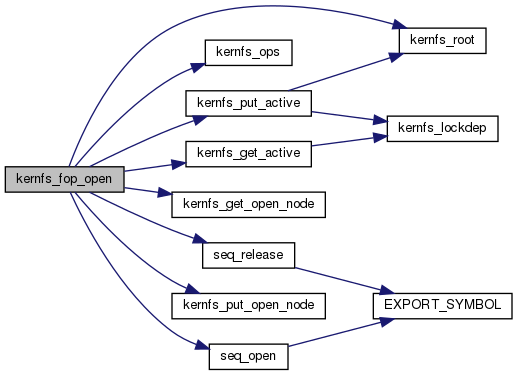 kernfs_root
kernfs_ops
kernfs_put_active
kernfs_lockdep
kernfs_get_active
kernfs_fop_open
kernfs_get_open_node
seq_release
kernfs_put_open_node
EXPORT_SYMBOL
seq_open